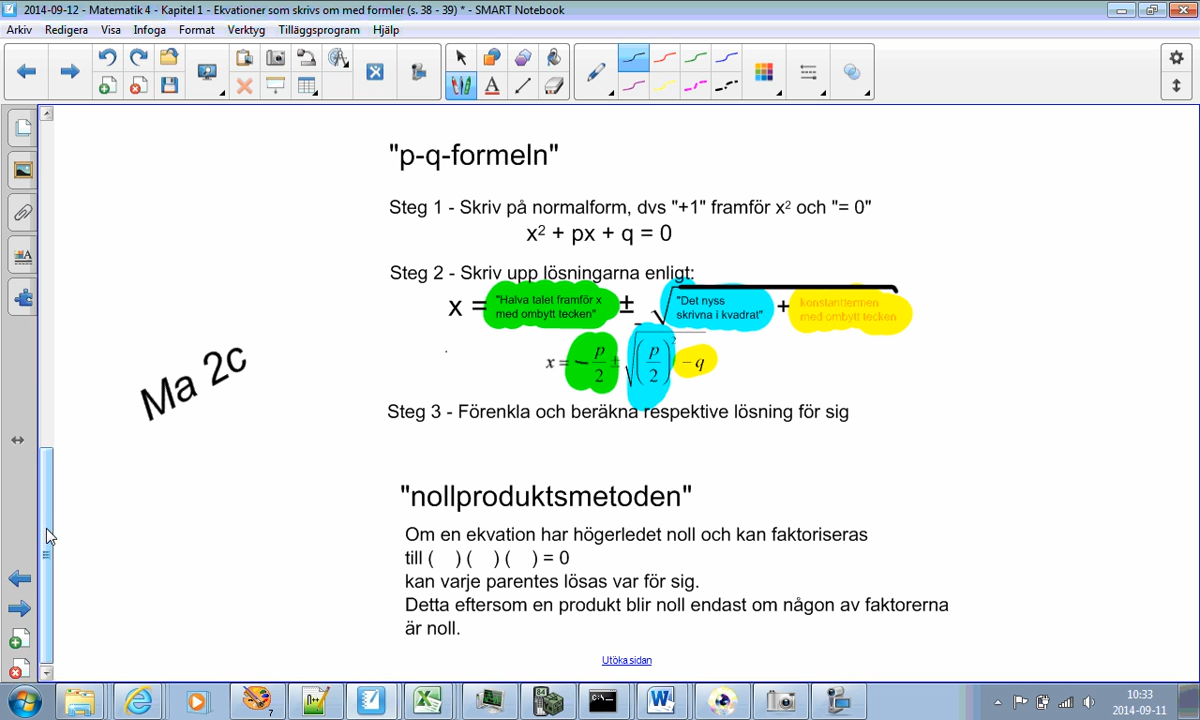 2014-09-12 - Matematik 4 - Kapitel 1 - Ekvationer som skrivs om med formler (s. 38 - 39) * - SMART Notebook
Arkiv Redigera Visa Infoga Format Verktyg Tilläggsprogram Hjälp
"p-q-formeln"
Steg 1 - Skriv på normalform, dvs "+1" framför x² och "= 0"
x² + px + q = 0
Steg 2 - Skriv upp lösningarna enligt:
x = "Halva talet framför x med ombytt tecken" ± √ "Det nyss skrivna i kvadrat" + konstanttermen med ombytt tecken
x = − p/2 ± √(p/2)² − q
Ma 2c
Steg 3 - Förenkla och beräkna respektive lösning för sig
"nollproduktsmetoden"
Om en ekvation har högerledet noll och kan faktoriseras
till ( ) ( ) ( ) = 0
kan varje parentes lösas var för sig.
Detta eftersom en produkt blir noll endast om någon av faktorerna
är noll.
Utöka sidan
10:33
2014-09-11